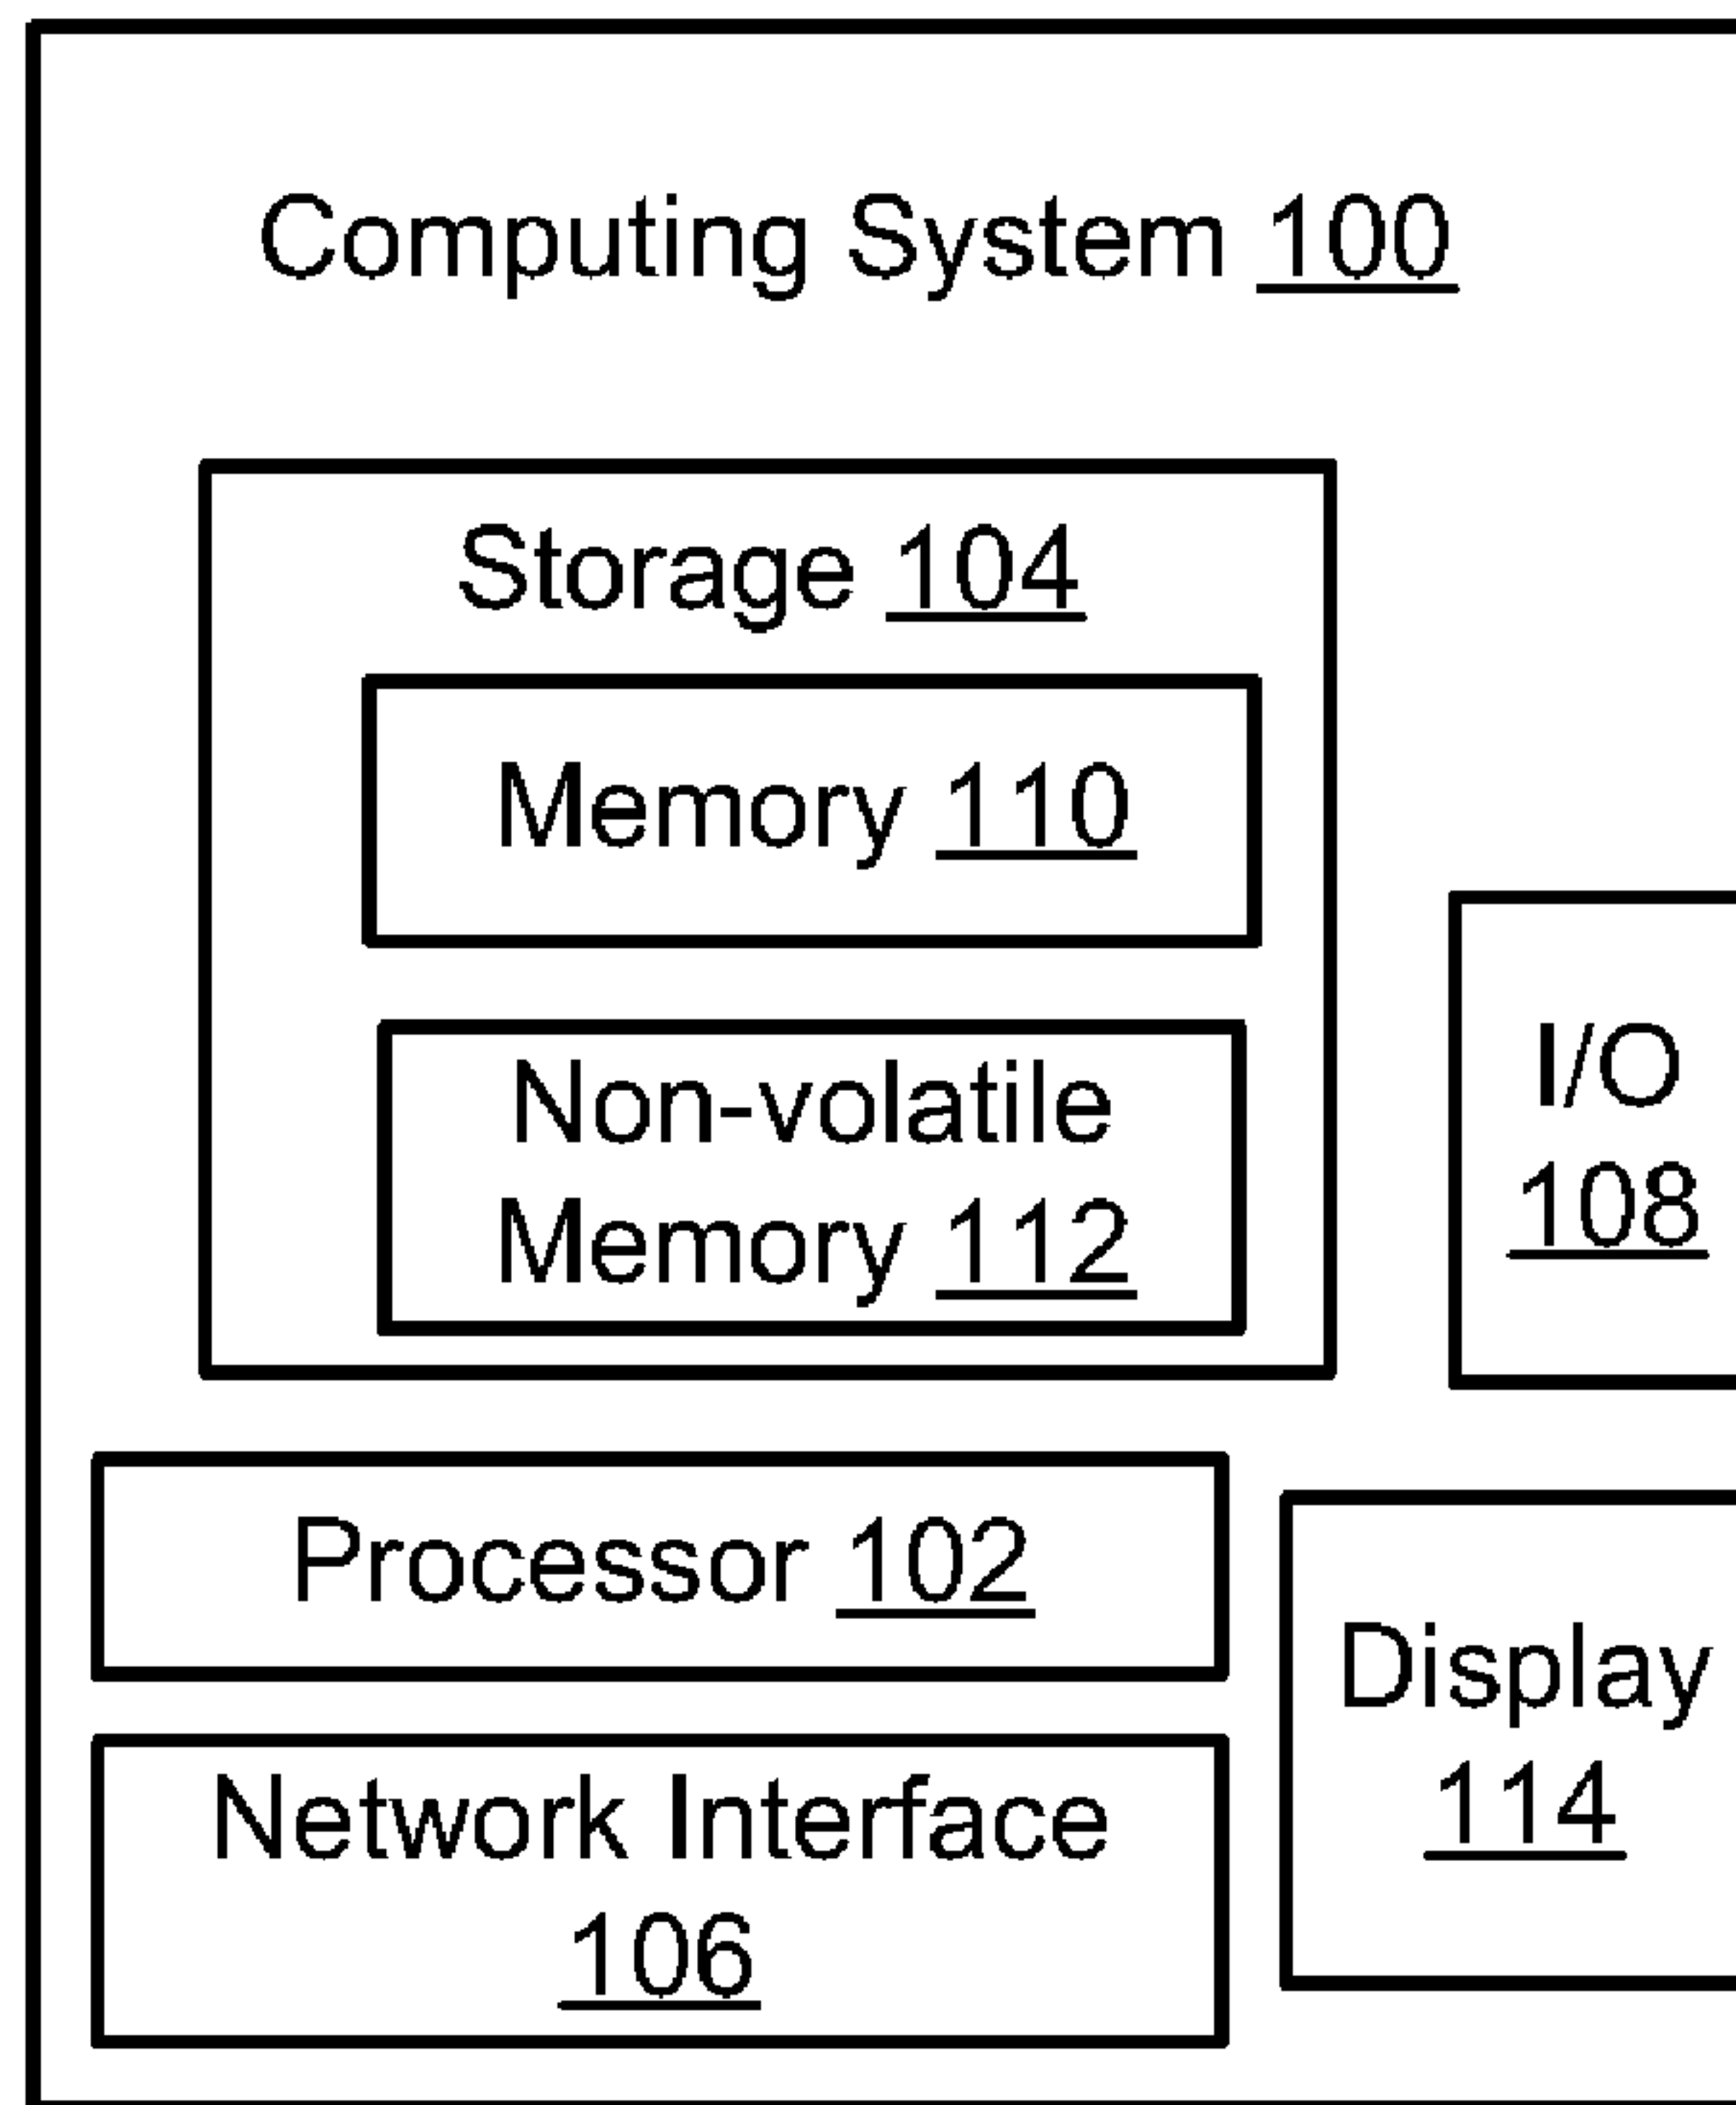 Computing System 100
Storage 104
Memory 110
Non-volatile
Memory 112
I/O
108
Processor 102
Display
114
Network Interface
106